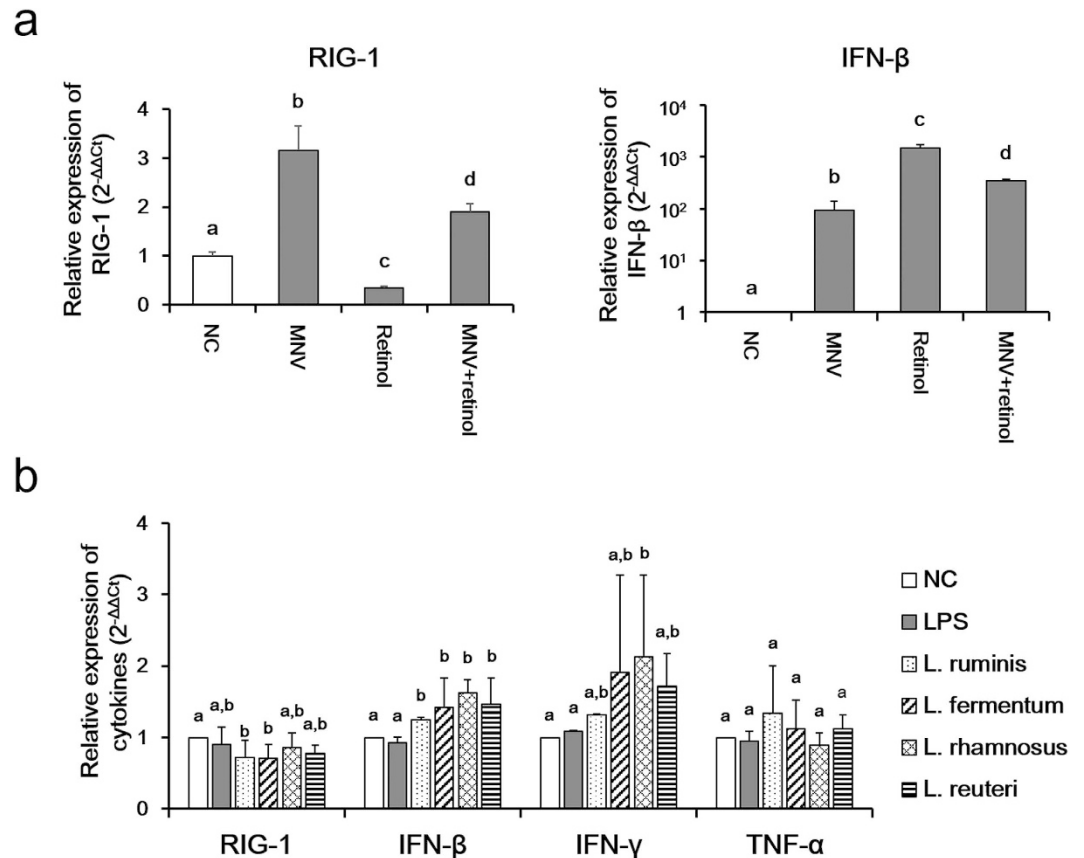 a
RIG-1
Relative expression of
RIG-1 (2-ΔΔCt)
4
3
2
1
0
a
b
c
d
NC
MNV
Retinol
MNV+retinol
IFN-β
Relative expression of
IFN-β (2-ΔΔCt)
10⁴
10³
10²
10¹
1
a
b
c
d
NC
MNV
Retinol
MNV+retinol
b
Relative expression of
cytokines (2-ΔΔCt)
4
3
2
1
0
a a,b b b a,b a,b
a a b b b b
a a a,b a,b b a,b
a a a a a a
RIG-1 IFN-β IFN-γ TNF-α
NC
LPS
L. ruminis
L. fermentum
L. rhamnosus
L. reuteri